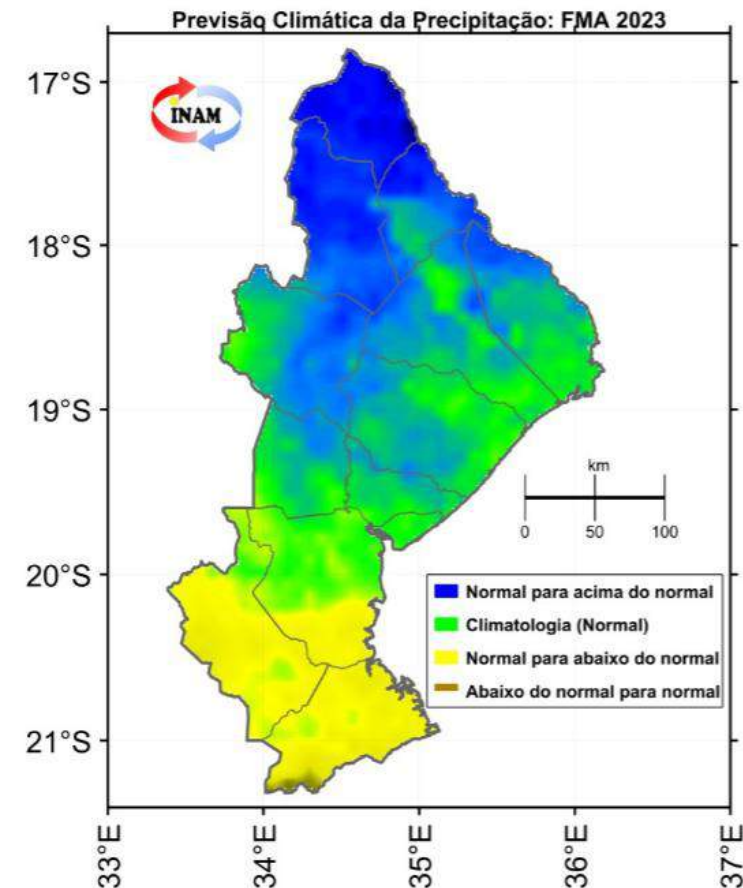 Previsão Climática da Precipitação: FMA 2023
17°S
INAM
18°S
19°S
km
0 50 100
20°S
Normal para acima do normal
Climatologia (Normal)
Normal para abaixo do normal
Abaixo do normal para normal
21°S
33°E
34°E
35°E
36°E
37°E